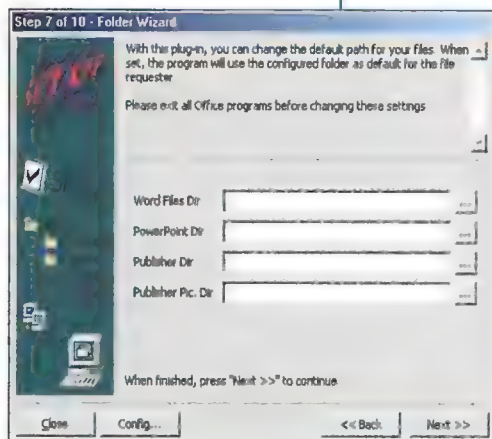 Step 7 of 10 - Folder Wizard
With this plug-in, you can change the default path for your files. When
set, the program will use the configured folder as default for the file
requester
Please exit all Office programs before changing these settings
Word Files Dir
...
PowerPoint Dir
...
Publisher Dir
...
Publisher Pic. Dir
...
When finished, press "Next >>" to continue.
Close
Config...
<< Back
Next >>